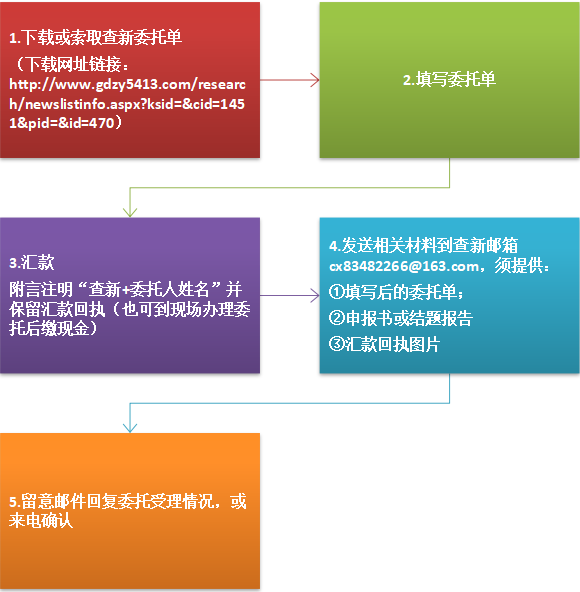 1.下载或索取查新委托单
（下载网址链接：
http://www.gdzy5413.com/researc
h/newslistinfo.aspx?ksid=&cid=145
1&pid=&id=470）
2.填写委托单
3.汇款
附言注明“查新+委托人姓名”并
保留汇款回执（也可到现场办理委
托后缴现金）
4.发送相关材料到查新邮箱
cx83482266@163.com，须提供：
①填写后的委托单；
②申报书或结题报告
③汇款回执图片
5.留意邮件回复委托受理情况，或
来电确认